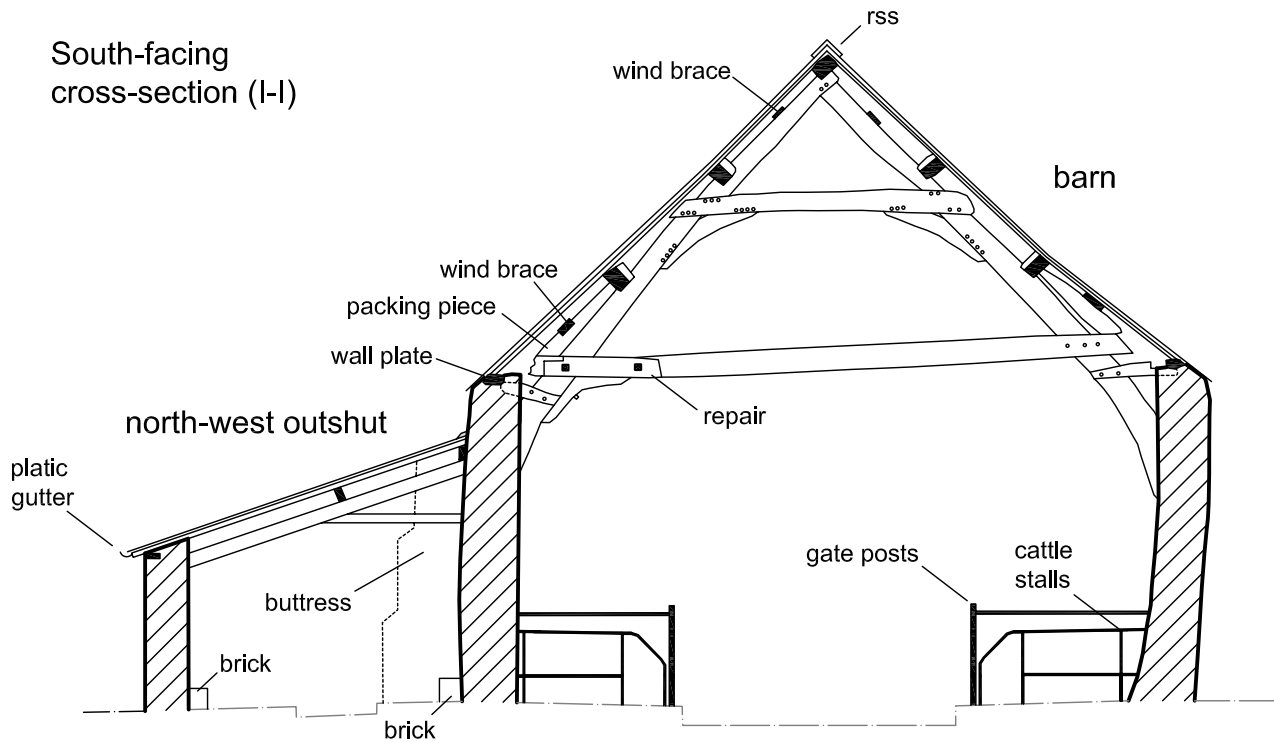 South-facing
cross-section (I-I)
rss
wind brace
barn
wind brace
packing piece
wall plate
repair
north-west outshut
platic
gutter
gate posts
cattle
stalls
buttress
brick
brick